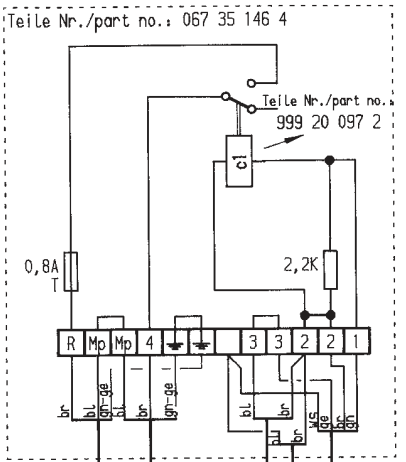 Teile Nr./part no.: 067 35 146 4
Teile Nr./part no.:
999 20 097 2
c1
0,8A
T
2,2K
R Mp Mp 4 3 3 2 2 1
br bl gn-ge bl br gn-ge bl bl br br ws ge br gn